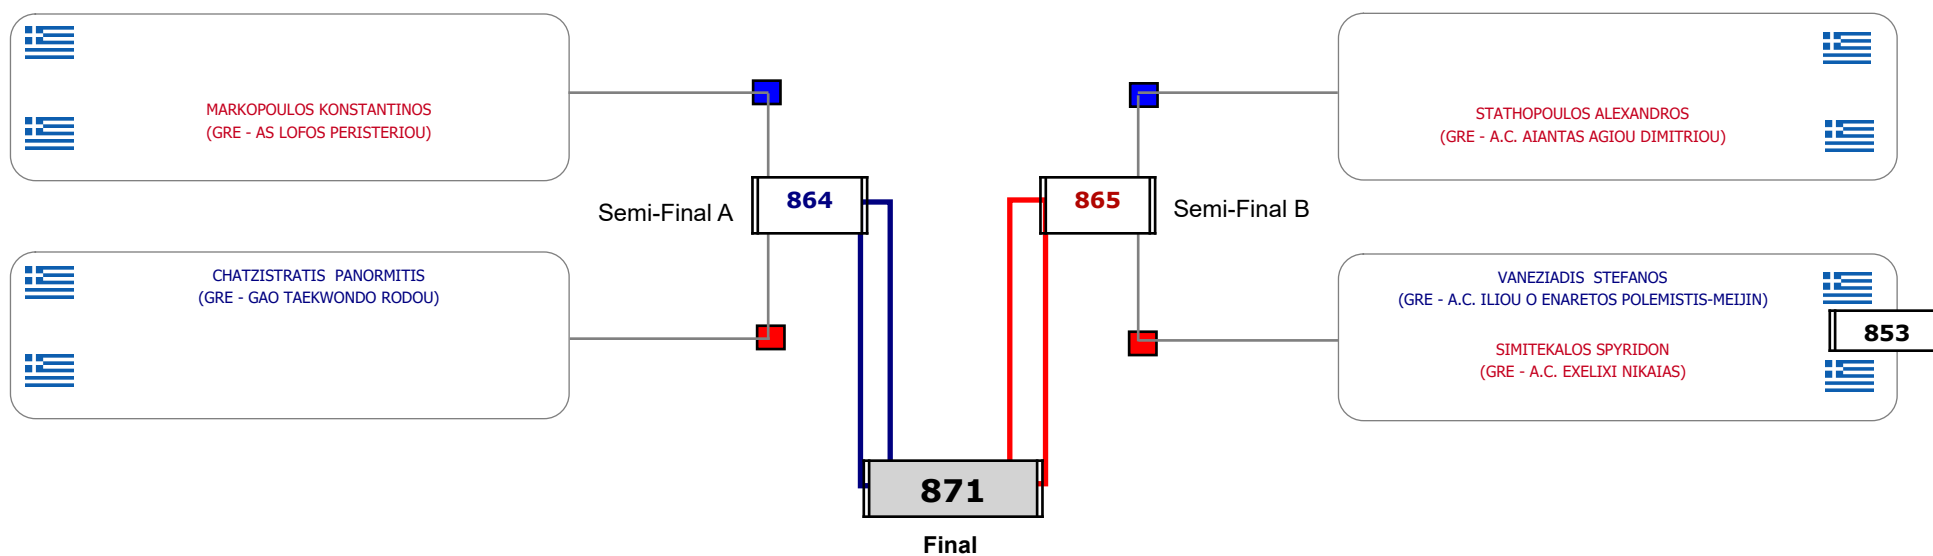 MARKOPOULOS KONSTANTINOS
(GRE - AS LOFOS PERISTERIOU)
CHATZISTRATIS  PANORMITIS
(GRE - GAO TAEKWONDO RODOU)
Semi-Final A
864
865
Semi-Final B
STATHOPOULOS ALEXANDROS
(GRE - A.C. AIANTAS AGIOU DIMITRIOU)
VANEZIADIS  STEFANOS
(GRE - A.C. ILIOU O ENARETOS POLEMISTIS-MEIJIN)
SIMITEKALOS SPYRIDON
(GRE - A.C. EXELIXI NIKAIAS)
853
871
Final